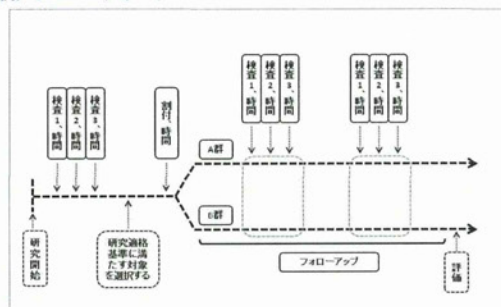 検査1、時間
検査2、時間
検査3、時間
割付、時間
検査1、時間
検査2、時間
検査3、時間
検査1、時間
検査2、時間
検査3、時間
A群
B群
研究開始
研究適格
基準に満
たす対象
を選択する
フォローアップ
評価